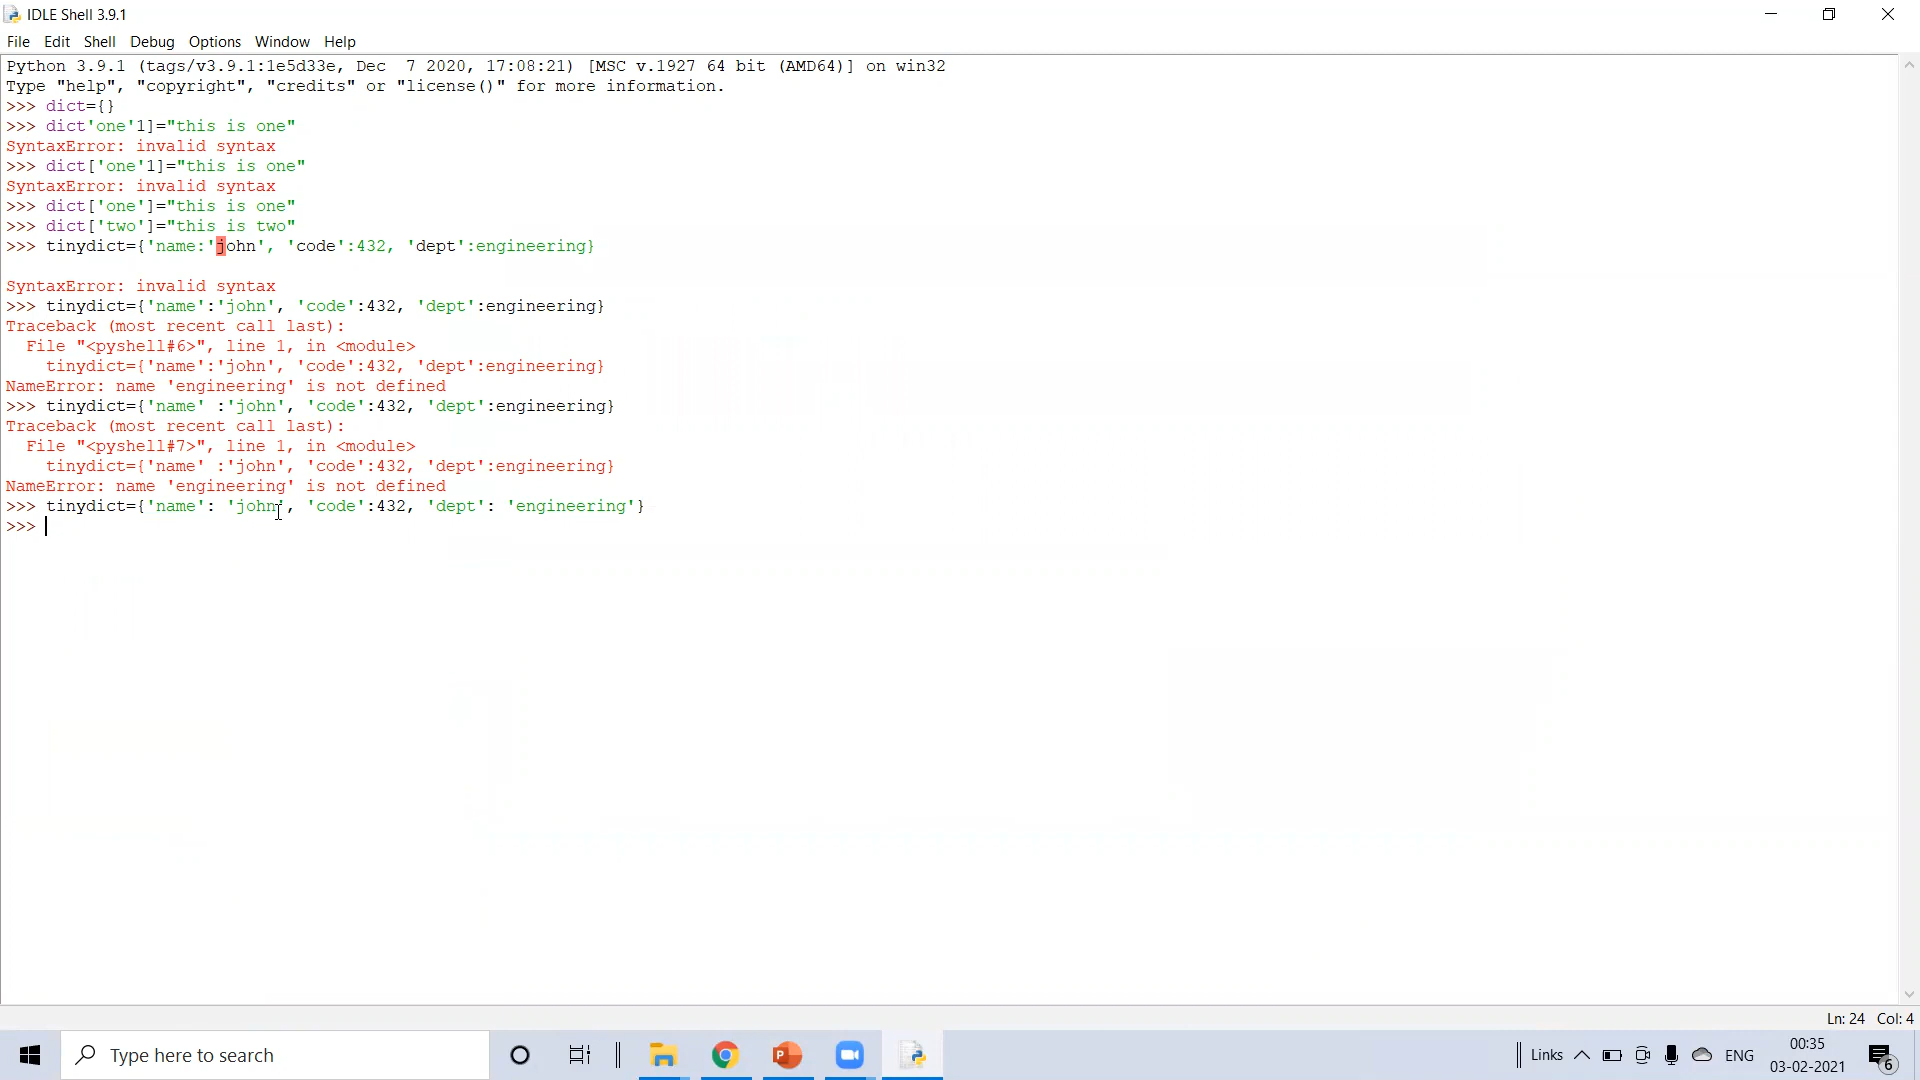 IDLE Shell 3.9.1
File Edit Shell Debug Options Window Help
Python 3.9.1 (tags/v3.9.1:1e5d33e, Dec  7 2020, 17:08:21) [MSC v.1927 64 bit (AMD64)] on win32
Type "help", "copyright", "credits" or "license()" for more information.
>>> dict={}
>>> dict'one'1]="this is one"
SyntaxError: invalid syntax
>>> dict['one'1]="this is one"
SyntaxError: invalid syntax
>>> dict['one']="this is one"
>>> dict['two']="this is two"
>>> tinydict={'name:'john', 'code':432, 'dept':engineering}
SyntaxError: invalid syntax
>>> tinydict={'name':'john', 'code':432, 'dept':engineering}
Traceback (most recent call last):
  File "<pyshell#6>", line 1, in <module>
    tinydict={'name':'john', 'code':432, 'dept':engineering}
NameError: name 'engineering' is not defined
>>> tinydict={'name' :'john', 'code':432, 'dept':engineering}
Traceback (most recent call last):
  File "<pyshell#7>", line 1, in <module>
    tinydict={'name' :'john', 'code':432, 'dept':engineering}
NameError: name 'engineering' is not defined
>>> tinydict={'name': 'john', 'code':432, 'dept': 'engineering'}
>>>
Ln: 24 Col: 4
Type here to search
Links
ENG
00:35
03-02-2021
6